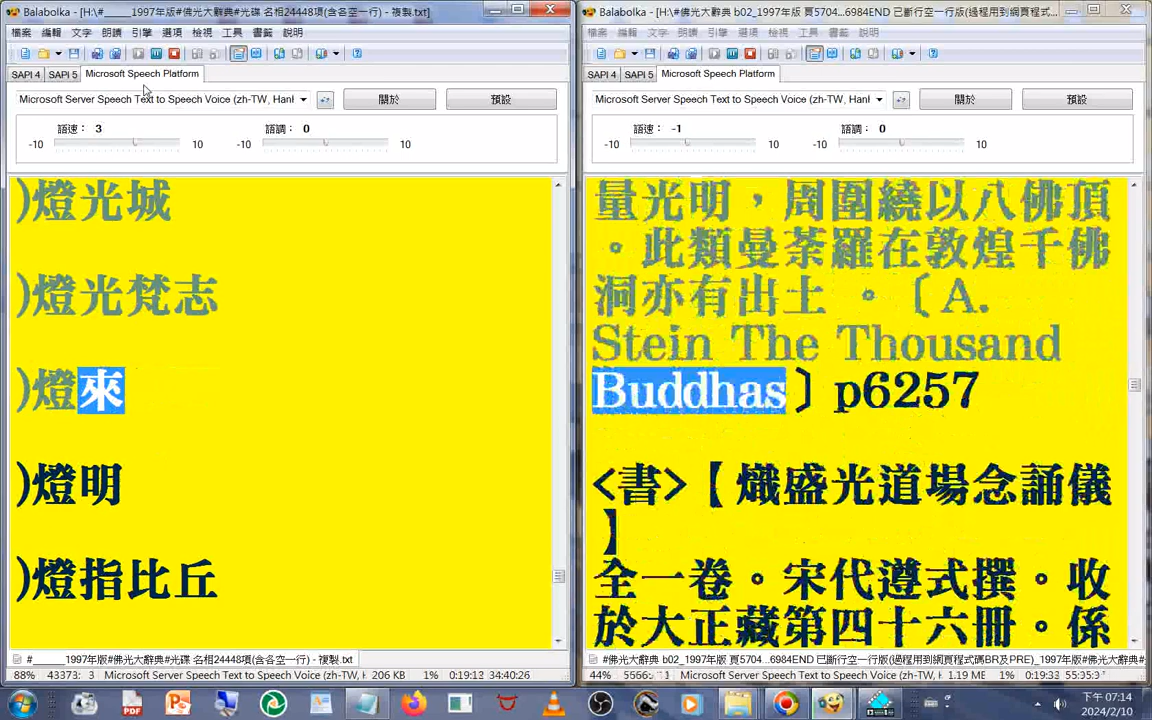 Balabolka - [H:\#_____1997年版#佛光大辭典#光碟 名相24448項(含各空一行) - 複製.txt]
檔案 編輯 文字 朗讀 引擎 選項 檢視 工具 書籤 說明
SAPI 4 SAPI 5 Microsoft Speech Platform
Microsoft Server Speech Text to Speech Voice (zh-TW, Hanl
關於
預設
語速： 3
語調： 0
-10 10 -10 10
)燈光城
)燈光梵志
)燈來
)燈明
)燈指比丘
#_____1997年版#佛光大辭典#光碟 名相24448項(含各空一行) - 複製.txt
88% 43373: 3 Microsoft Server Speech Text to Speech Voice (zh-TW, 206 KB 1% 0:19:12 34:40:26
Balabolka - [H:\#佛光大辭典 b02_1997年版 頁5704...6984END 已斷行空一行版(過程用到網頁程式...
檔案 編輯 文字 朗讀 引擎 選項 檢視 工具 書籤 說明
SAPI 4 SAPI 5 Microsoft Speech Platform
Microsoft Server Speech Text to Speech Voice (zh-TW, Hanl
關於
預設
語速： -1
語調： 0
-10 10 -10 10
量光明，周圍繞以八佛頂
。此類曼荼羅在敦煌千佛
洞亦有出土 。〔A.
Stein The Thousand
Buddhas〕p6257
<書>【熾盛光道場念誦儀
】
全一卷。宋代遵式撰。收
於大正藏第四十六冊。係
#佛光大辭典 b02_1997年版 頁5704...6984END 已斷行空一行版(過程用到網頁程式碼BR及PRE)_1997年版#佛光大辭典#
44% Microsoft Server Speech Text to Speech Voice (zh-TW, 1.19 MB 1% 0:19:33
下午 07:14
2024/2/10